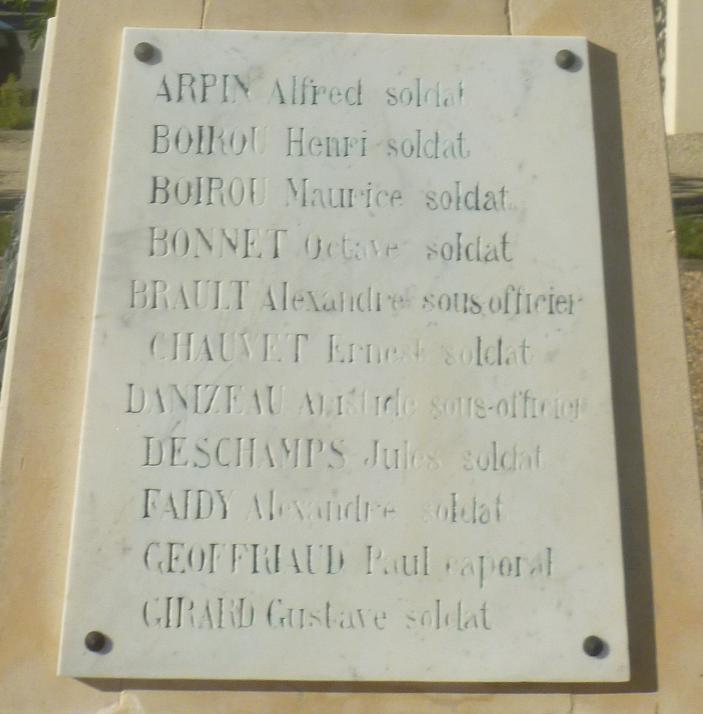 ARPIN Alfred soldat
BOIROU Henri soldat
BOIROU Maurice soldat
BONNET Octave soldat
BRAULT Alexandre sous officier
CHAUVET Ernest soldat
DANIZEAU Aristide sous-officier
DÉSCHAMPS Jules soldat
FAIDY Alexandre soldat
GEOFFRIAUD Paul caporal
GIRARD Gustave soldat